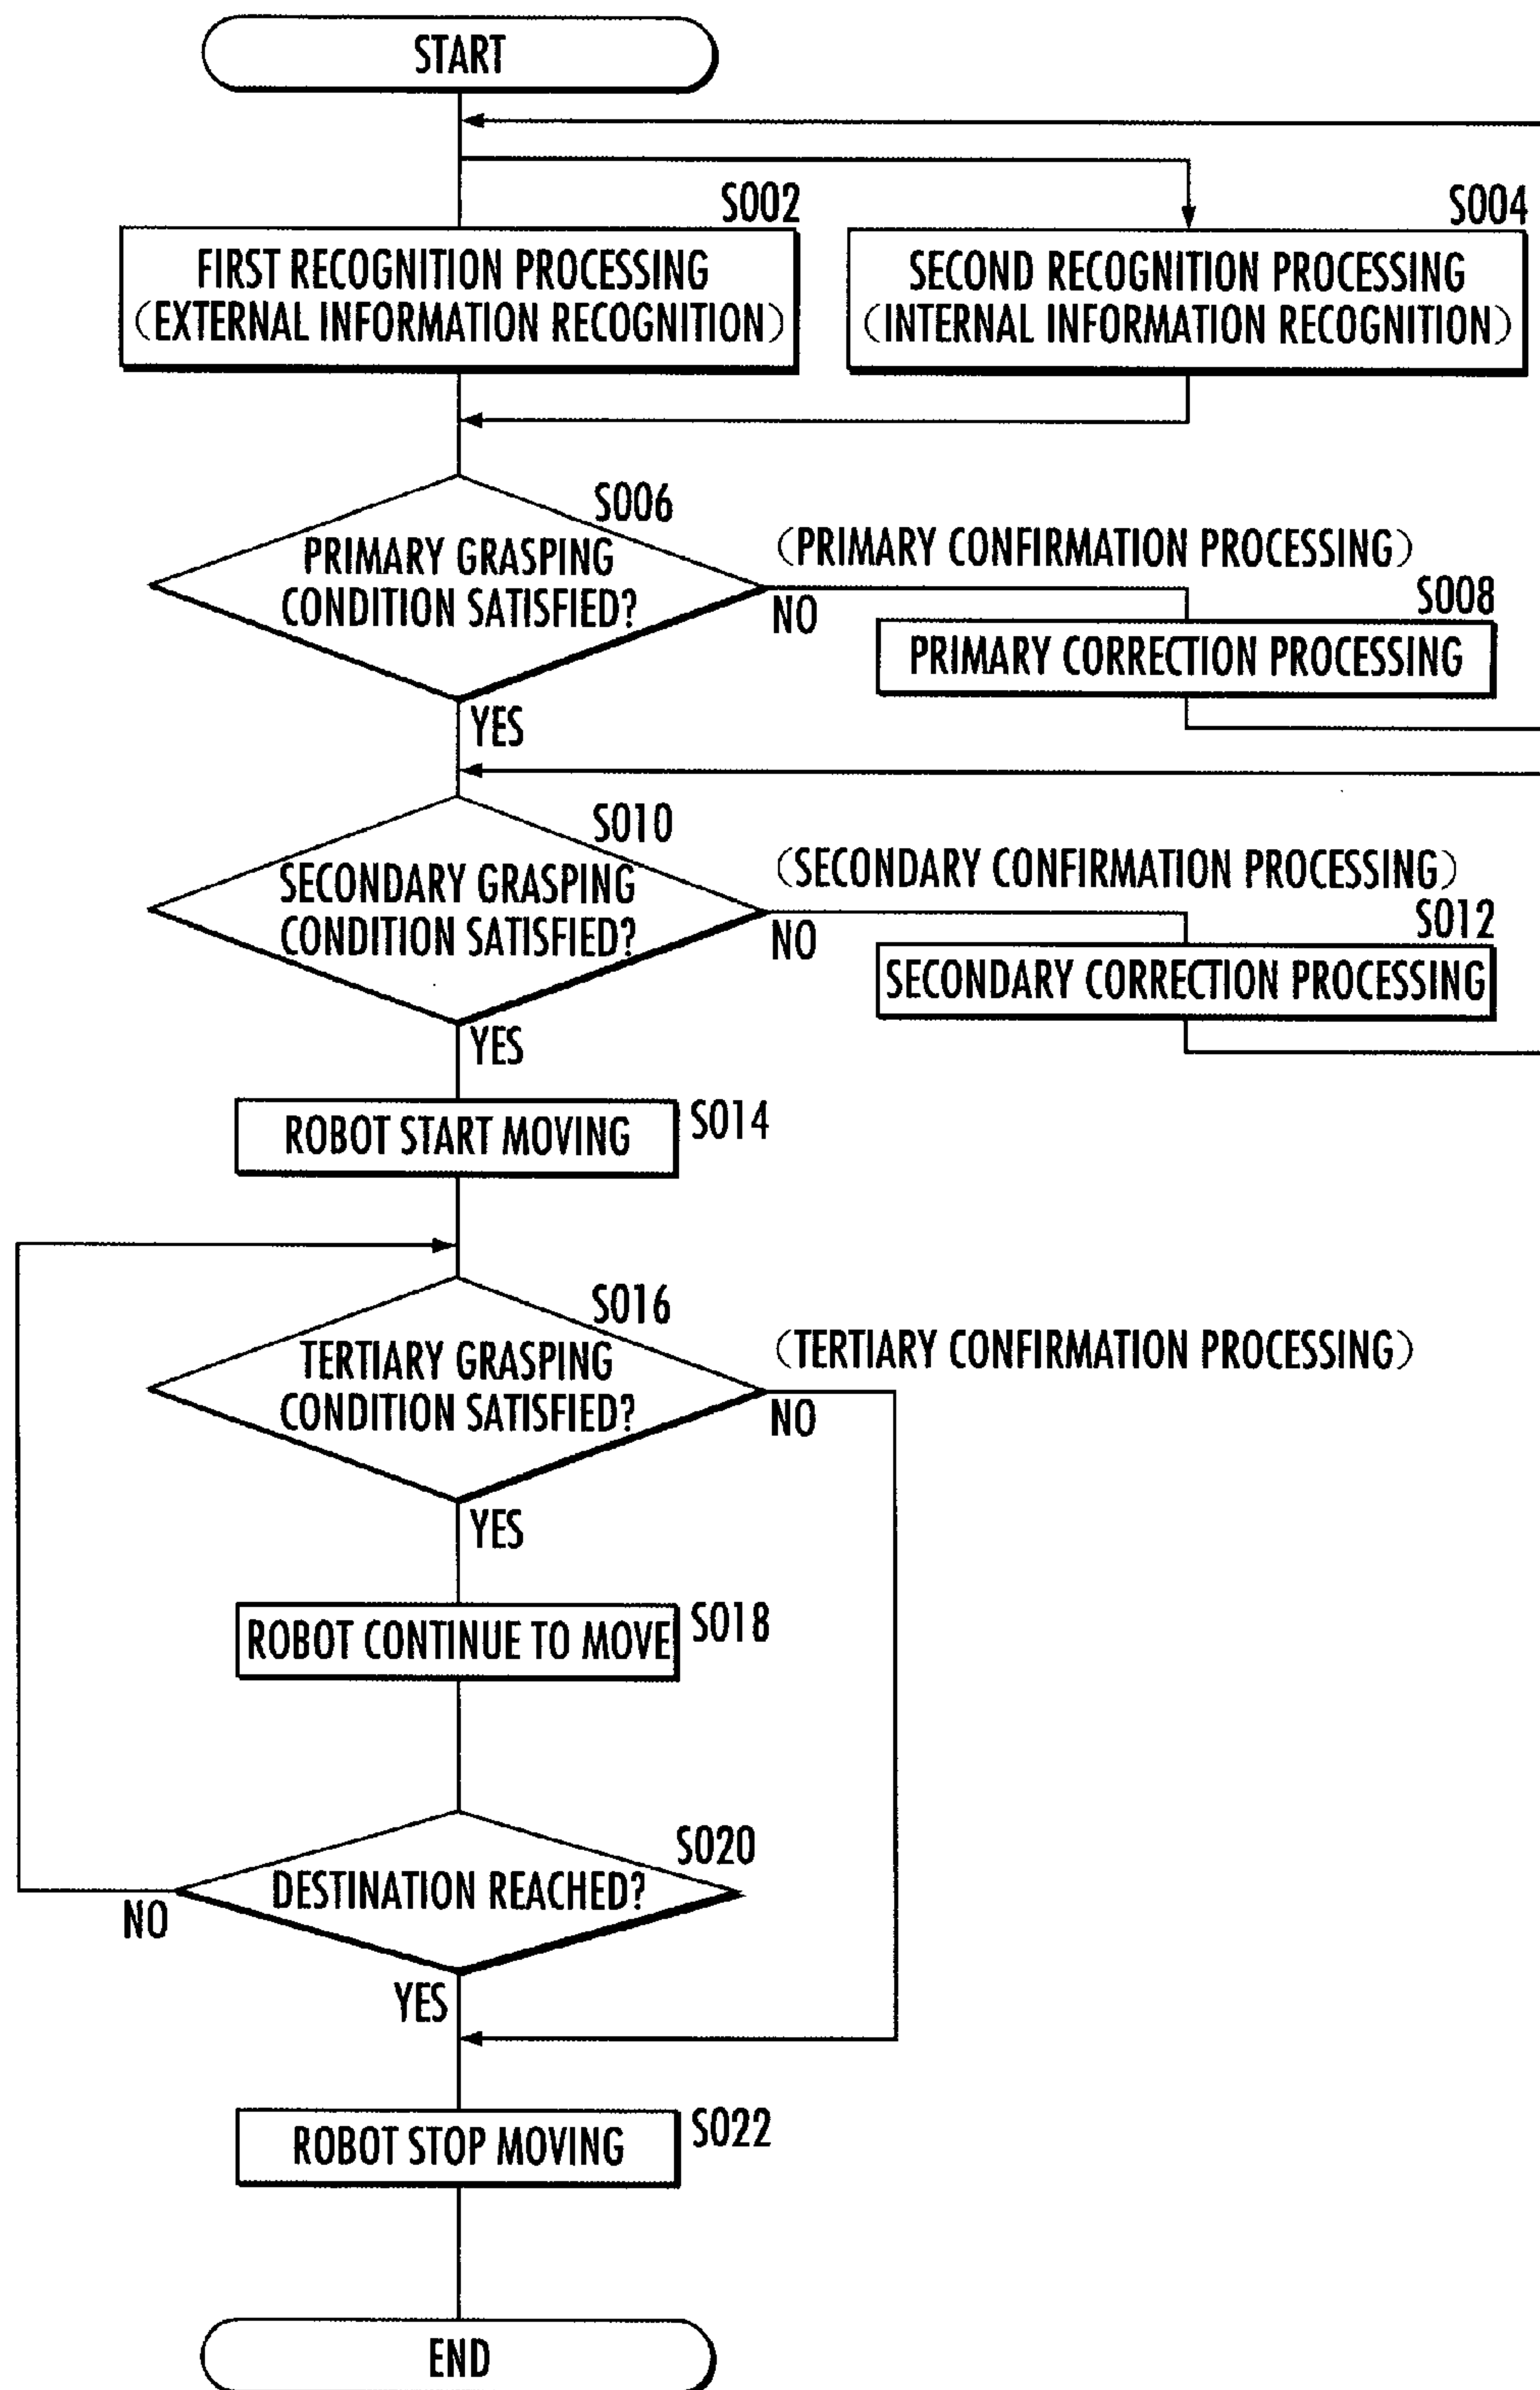 START
S002
S004
FIRST RECOGNITION PROCESSING
(EXTERNAL INFORMATION RECOGNITION)
SECOND RECOGNITION PROCESSING
(INTERNAL INFORMATION RECOGNITION)
S006
PRIMARY GRASPING
CONDITION SATISFIED?
(PRIMARY CONFIRMATION PROCESSING)
NO
S008
PRIMARY CORRECTION PROCESSING
YES
S010
SECONDARY GRASPING
CONDITION SATISFIED?
(SECONDARY CONFIRMATION PROCESSING)
NO
S012
SECONDARY CORRECTION PROCESSING
YES
ROBOT START MOVING
S014
S016
TERTIARY GRASPING
CONDITION SATISFIED?
(TERTIARY CONFIRMATION PROCESSING)
NO
YES
ROBOT CONTINUE TO MOVE
S018
S020
DESTINATION REACHED?
NO
YES
ROBOT STOP MOVING
S022
END